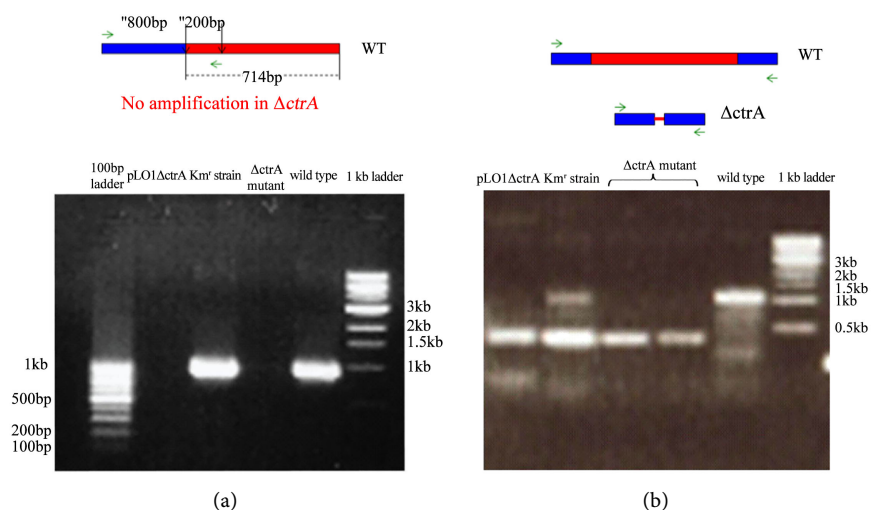 "800bp "200bp
WT
714bp
No amplification in ΔctrA
100bp ladder
pLO1ΔctrA
Kmʳ strain
ΔctrA mutant
wild type
1 kb ladder
1kb
500bp
200bp
100bp
3kb
2kb
1.5kb
1kb
(a)
WT
ΔctrA
pLO1ΔctrA
Kmʳ strain
ΔctrA mutant
wild type
1 kb ladder
3kb
2kb
1.5kb
1kb
0.5kb
(b)